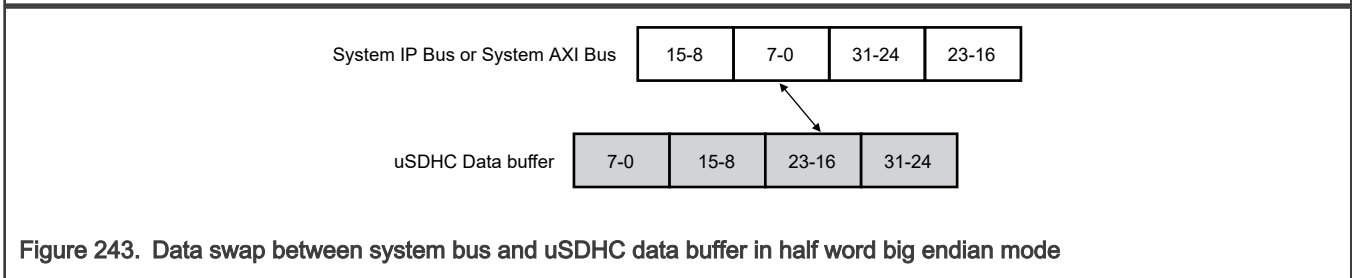 System IP Bus or System AXI Bus 15-8 7-0 31-24 23-16
uSDHC Data buffer 7-0 15-8 23-16 31-24
Figure 243. Data swap between system bus and uSDHC data buffer in half word big endian mode